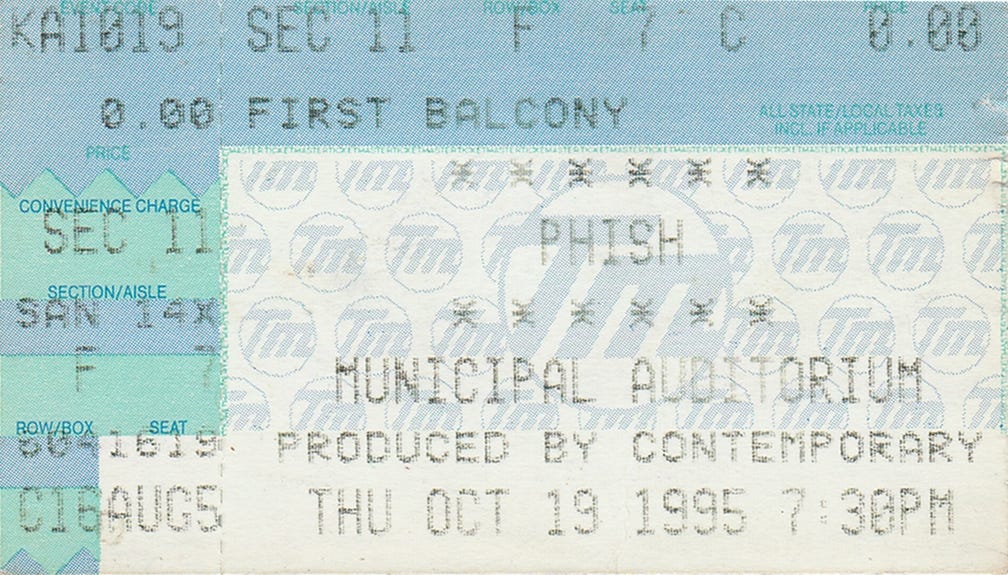 EVENT CODE SECTION/AISLE ROW/BOX SEAT PRICE
KA1019 SEC 11 F 7 C 0.00
0.00 FIRST BALCONY
ALL STATE/LOCAL TAXES
INCL. IF APPLICABLE
PRICE
CONVENIENCE CHARGE
SEC 11
SECTION/AISLE
SAN 14X
F 7
ROW/BOX SEAT
C16AUG5
* * * * * *
PHISH
* * * * * *
MUNICIPAL AUDITORIUM
PRODUCED BY CONTEMPORARY
THU OCT 19 1995 7:30PM